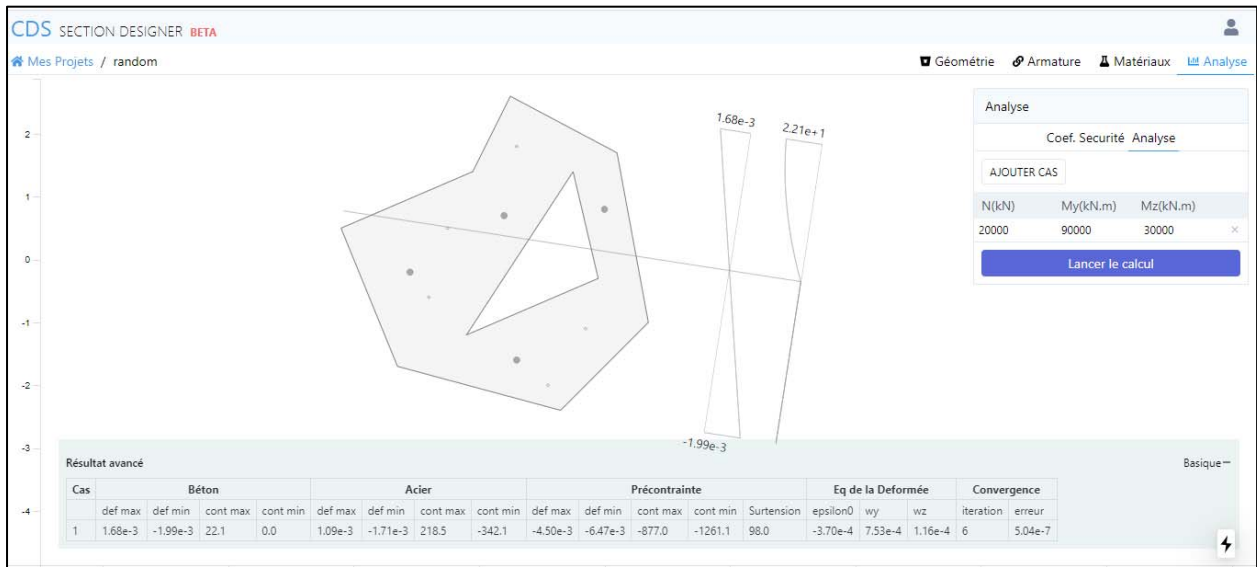 CDS SECTION DESIGNER BETA
Mes Projets / random
Géométrie Armature Matériaux Analyse
2
1
0
-1
-2
-3
-4
1.68e-3
2.21e+1
-1.99e-3
Analyse
Coef. Securité Analyse
AJOUTER CAS
N(kN) My(kN.m) Mz(kN.m)
20000 90000 30000 ×
Lancer le calcul
Résultat avancé Basique
Cas Béton Acier Précontrainte Eq de la Deformée Convergence
def max def min cont max cont min def max def min cont max cont min def max def min cont max cont min Surtension epsilon0 wy wz iteration erreur
1 1.68e-3 -1.99e-3 22.1 0.0 1.09e-3 -1.71e-3 218.5 -342.1 -4.50e-3 -6.47e-3 -877.0 -1261.1 98.0 -3.70e-4 7.53e-4 1.16e-4 6 5.04e-7